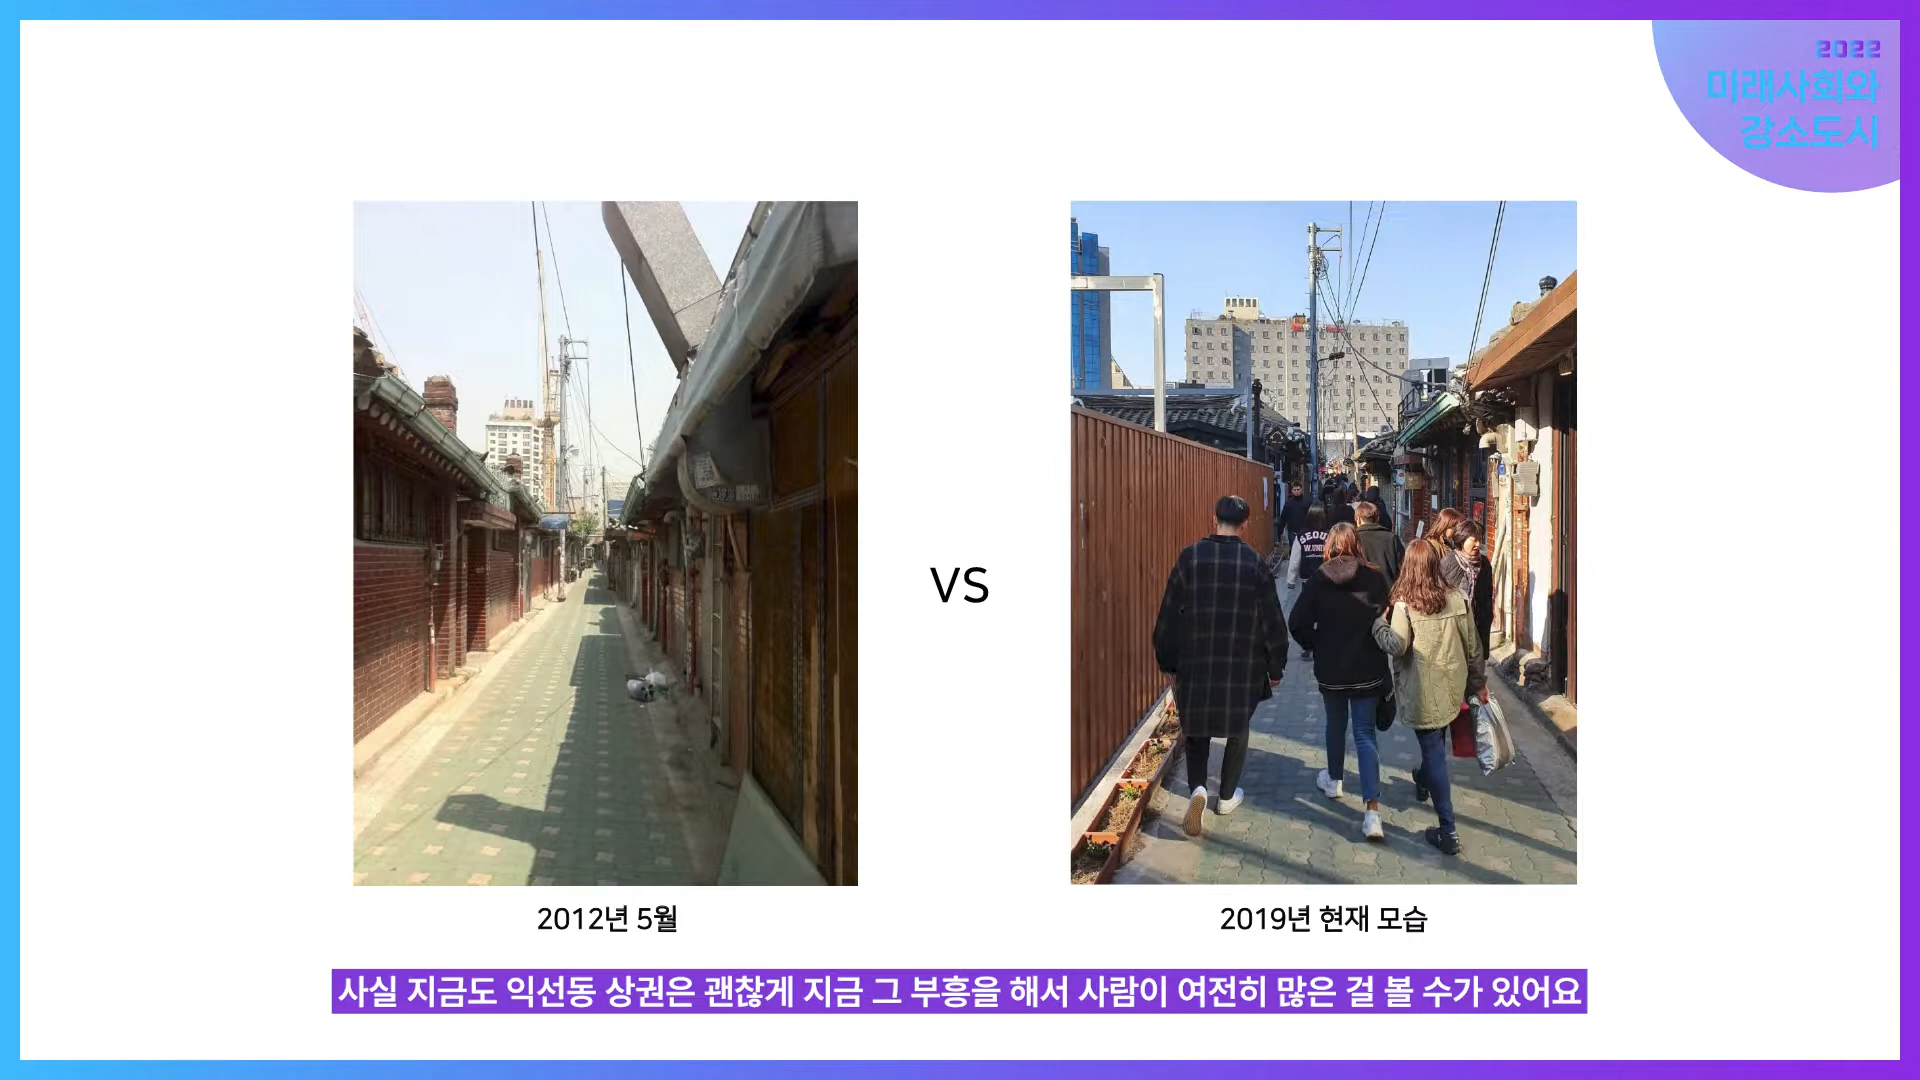 2022
미래사회와
강소도시
VS
SEOUL
W.UNI
2012년 5월
2019년 현재 모습
사실 지금도 익선동 상권은 괜찮게 지금 그 부흥을 해서 사람이 여전히 많은 걸 볼 수가 있어요